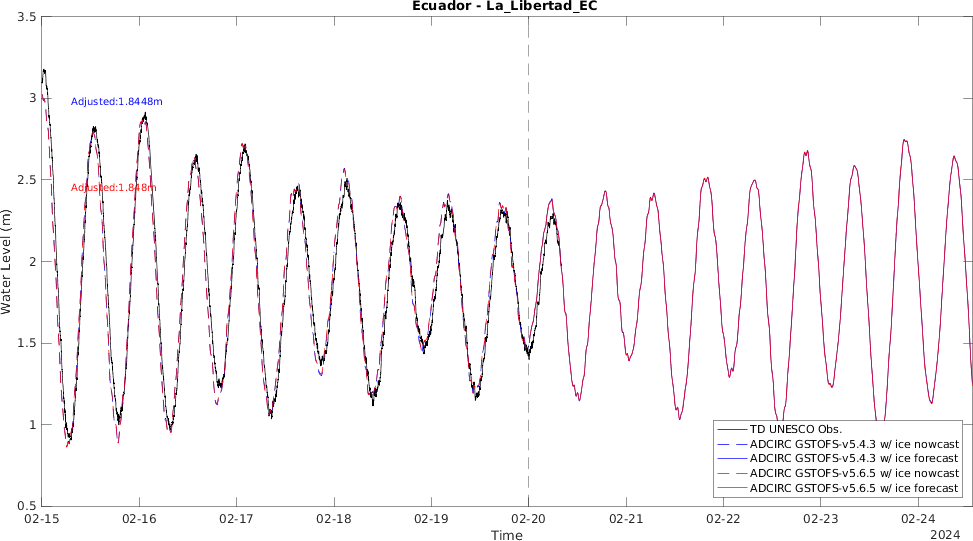 Ecuador - La_Libertad_EC
3.5
3
2.5
2
1.5
1
0.5
Water Level (m)
Adjusted:1.8448m
Adjusted:1.848m
TD UNESCO Obs.
ADCIRC GSTOFS-v5.4.3 w/ ice nowcast
ADCIRC GSTOFS-v5.4.3 w/ ice forecast
ADCIRC GSTOFS-v5.6.5 w/ ice nowcast
ADCIRC GSTOFS-v5.6.5 w/ ice forecast
02-15 02-16 02-17 02-18 02-19 02-20 02-21 02-22 02-23 02-24
Time
2024